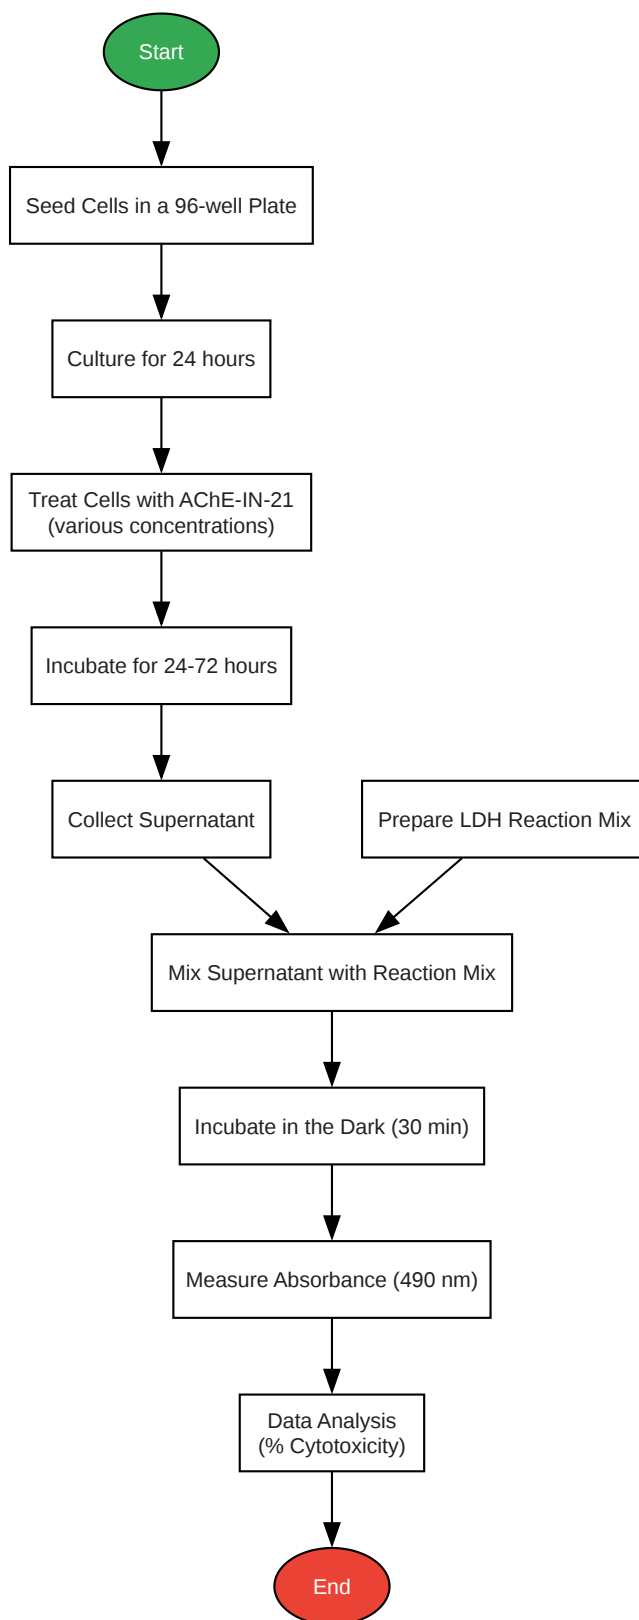 Start
Seed Cells in a 96-well Plate
Culture for 24 hours
Treat Cells with AChE-IN-21
(various concentrations)
Incubate for 24-72 hours
Collect Supernatant
Prepare LDH Reaction Mix
Mix Supernatant with Reaction Mix
Incubate in the Dark (30 min)
Measure Absorbance (490 nm)
Data Analysis
(% Cytotoxicity)
End